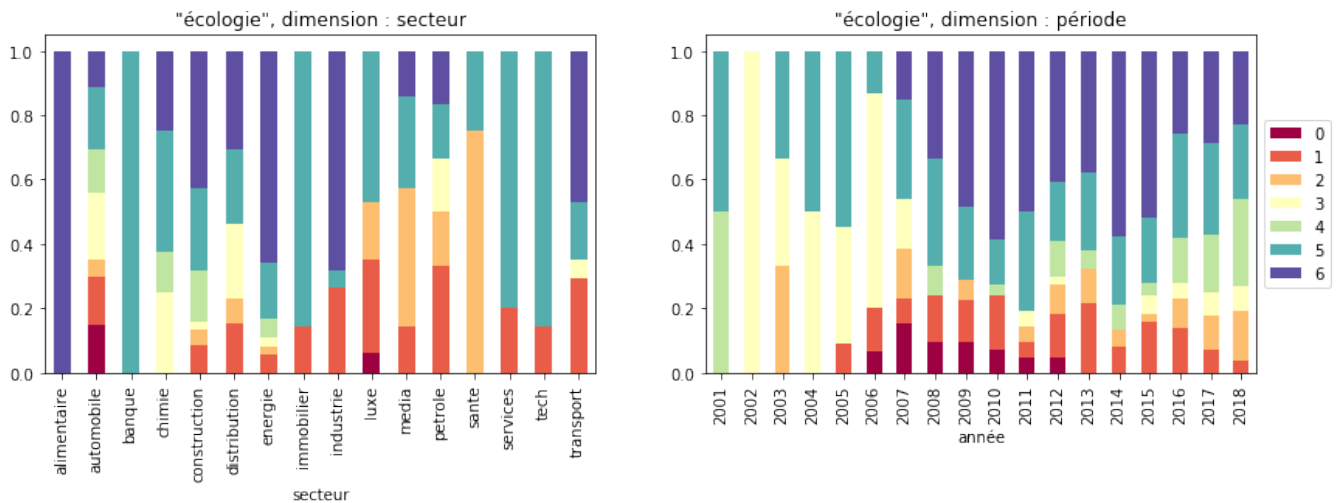 "écologie", dimension : secteur
1.0
0.8
0.6
0.4
0.2
0.0
alimentaire
automobile
banque
chimie
construction
distribution
energie
immobilier
industrie
luxe
media
petrole
sante
services
tech
transport
secteur
"écologie", dimension : période
1.0
0.8
0.6
0.4
0.2
0.0
2001
2002
2003
2004
2005
2006
2007
2008
2009
2010
2011
2012
2013
2014
2015
2016
2017
2018
année
0
1
2
3
4
5
6